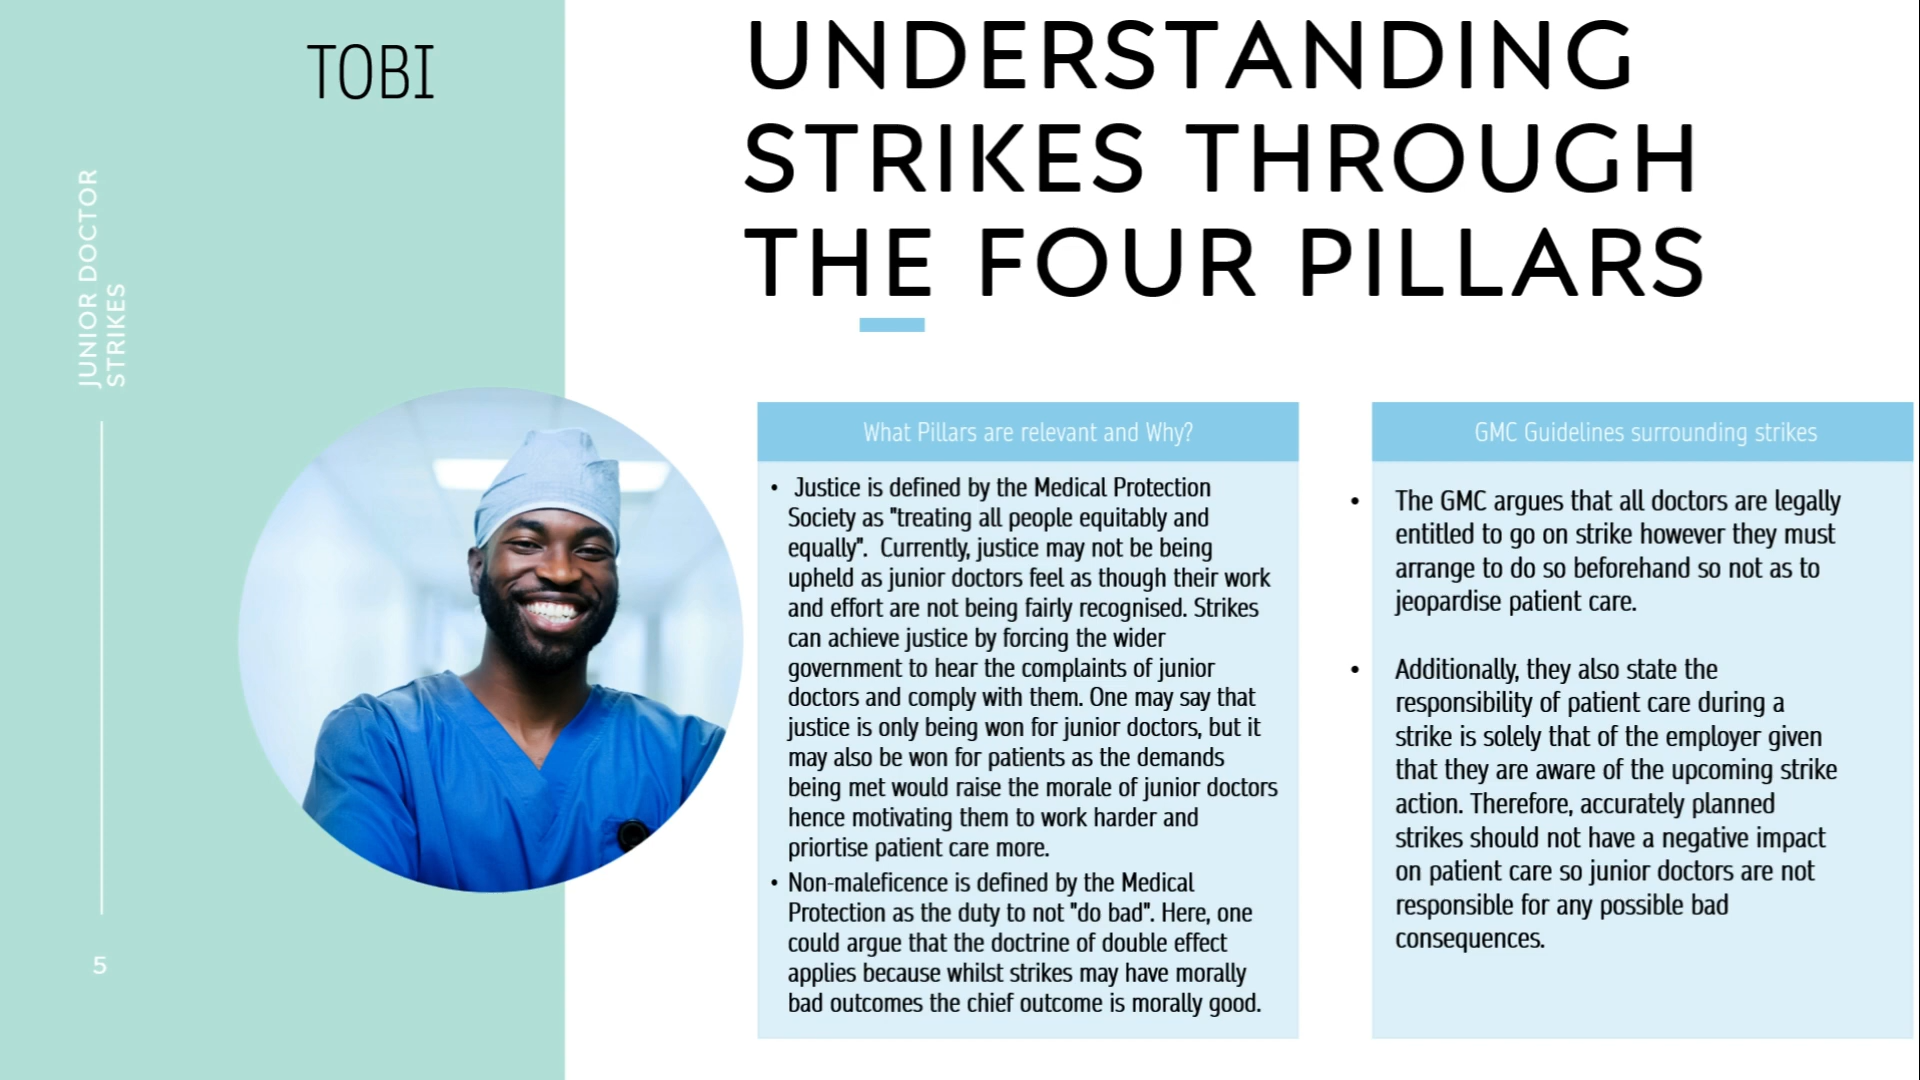 TOBI
JUNIOR DOCTOR
STRIKES
5
UNDERSTANDING
STRIKES THROUGH
THE FOUR PILLARS
What Pillars are relevant and Why?
• Justice is defined by the Medical Protection
Society as "treating all people equitably and
equally". Currently, justice may not be being
upheld as junior doctors feel as though their work
and effort are not being fairly recognised. Strikes
can achieve justice by forcing the wider
government to hear the complaints of junior
doctors and comply with them. One may say that
justice is only being won for junior doctors, but it
may also be won for patients as the demands
being met would raise the morale of junior doctors
hence motivating them to work harder and
priortise patient care more.
• Non-maleficence is defined by the Medical
Protection as the duty to not "do bad". Here, one
could argue that the doctrine of double effect
applies because whilst strikes may have morally
bad outcomes the chief outcome is morally good.
GMC Guidelines surrounding strikes
• The GMC argues that all doctors are legally
entitled to go on strike however they must
arrange to do so beforehand so not as to
jeopardise patient care.
• Additionally, they also state the
responsibility of patient care during a
strike is solely that of the employer given
that they are aware of the upcoming strike
action. Therefore, accurately planned
strikes should not have a negative impact
on patient care so junior doctors are not
responsible for any possible bad
consequences.